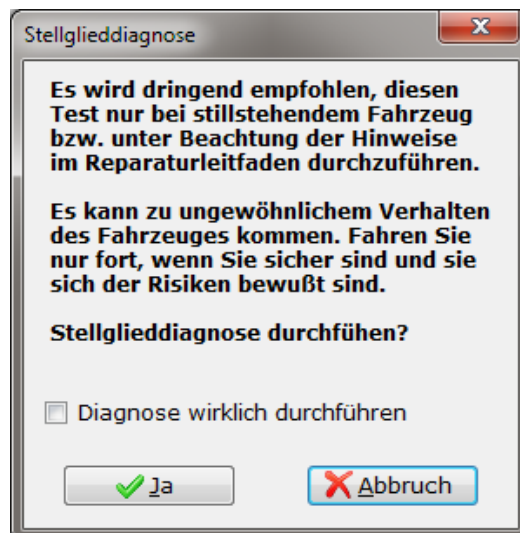 Stellglieddiagnose
Es wird dringend empfohlen, diesen
Test nur bei stillstehendem Fahrzeug
bzw. unter Beachtung der Hinweise
im Reparaturleitfaden durchzuführen.
Es kann zu ungewöhnlichem Verhalten
des Fahrzeuges kommen. Fahren Sie
nur fort, wenn Sie sicher sind und sie
sich der Risiken bewußt sind.
Stellglieddiagnose durchfühen?
Diagnose wirklich durchführen
Ja
Abbruch